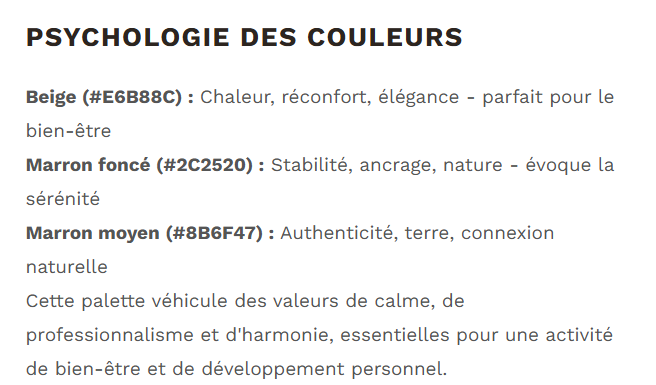 PSYCHOLOGIE DES COULEURS
Beige (#E6B88C) : Chaleur, réconfort, élégance - parfait pour le
bien-être
Marron foncé (#2C2520) : Stabilité, ancrage, nature - évoque la
sérénité
Marron moyen (#8B6F47) : Authenticité, terre, connexion
naturelle
Cette palette véhicule des valeurs de calme, de
professionnalisme et d'harmonie, essentielles pour une activité
de bien-être et de développement personnel.